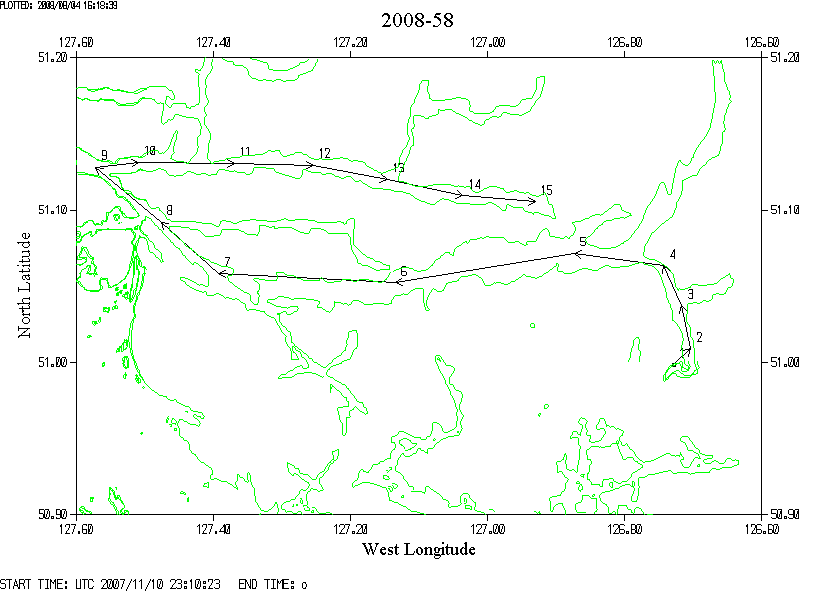 PLOTTED: 16:18:39
2008-58
127.60 127.40 127.20 127.00 126.80 126.60
51.20 51.20
9 10 11 12
13
14 15
51.10 8 51.10
5
4
7
6
3
2
51.00 51.00
50.90 50.90
127.60 127.40 127.20 127.00 126.80 126.60
North Latitude
West Longitude
START TIME: UTC 2007/11/10 23:10:23 END TIME: o